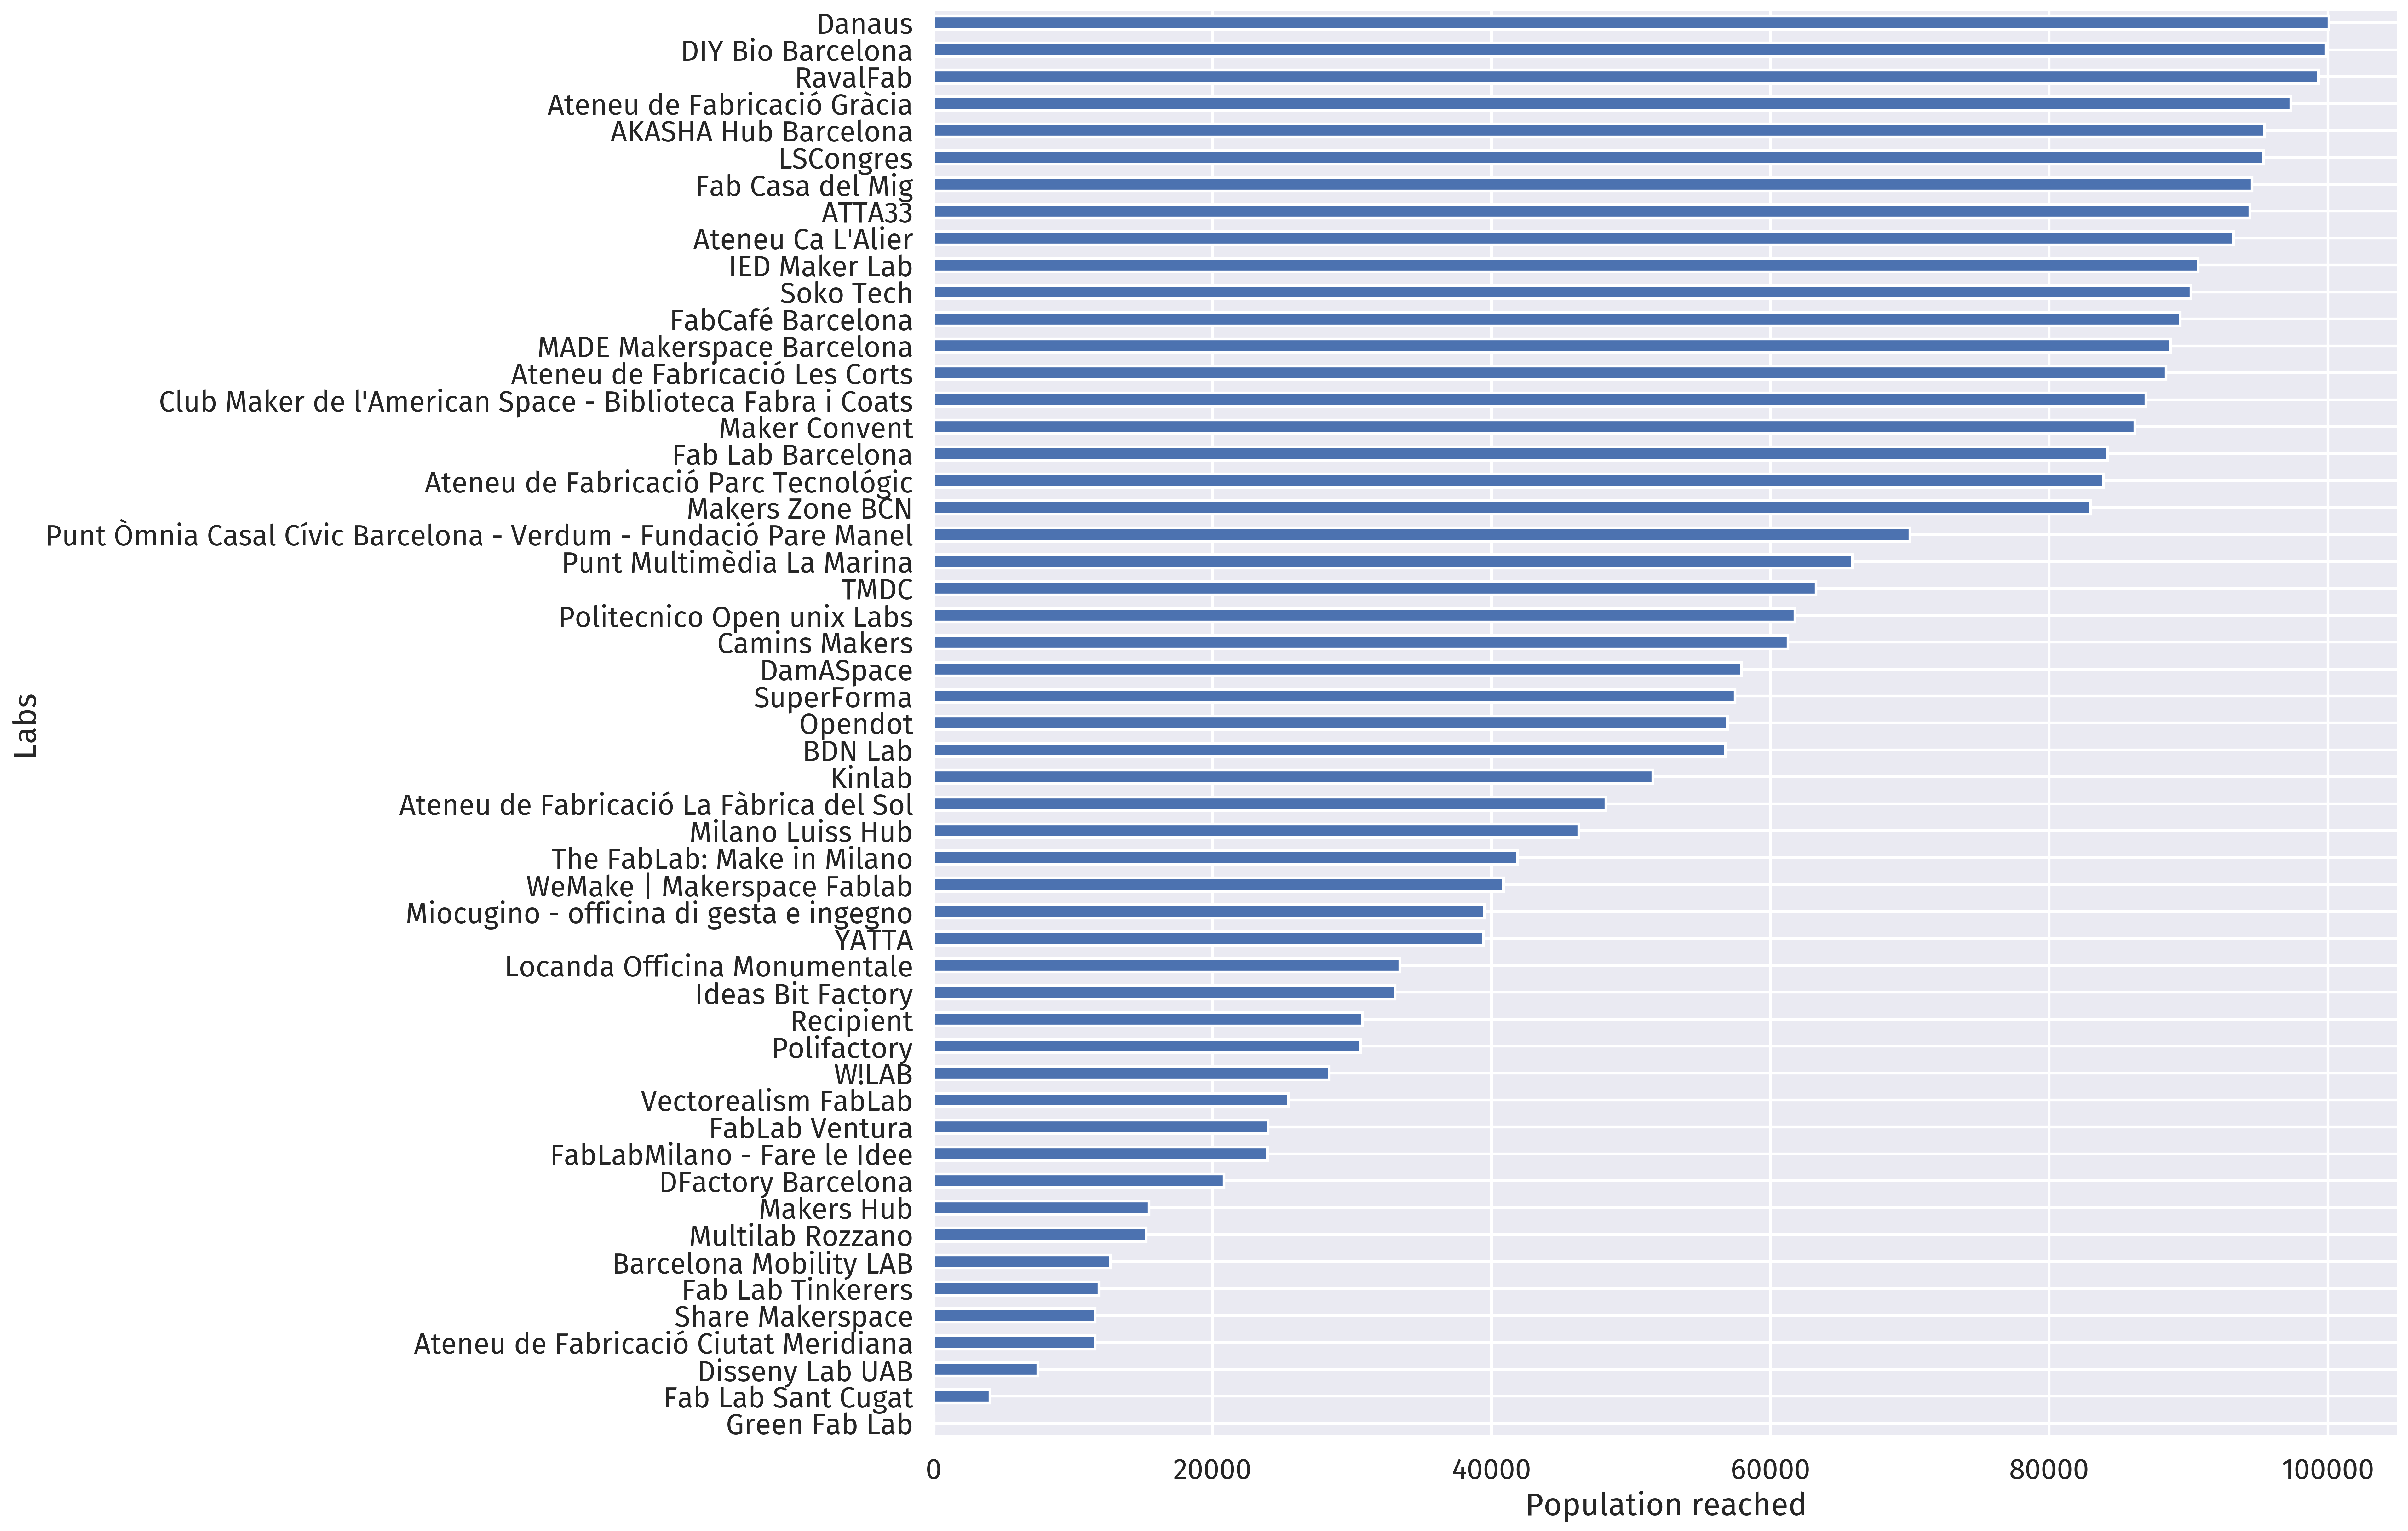 Danaus
DIY Bio Barcelona
RavalFab
Ateneu de Fabricació Gràcia
AKASHA Hub Barcelona
LSCongres
Fab Casa del Mig
ATTA33
Ateneu Ca L'Alier
IED Maker Lab
Soko Tech
FabCafé Barcelona
MADE Makerspace Barcelona
Ateneu de Fabricació Les Corts
Club Maker de l'American Space - Biblioteca Fabra i Coats
Maker Convent
Fab Lab Barcelona
Ateneu de Fabricació Parc Tecnológic
Makers Zone BCN
Punt Òmnia Casal Cívic Barcelona - Verdum - Fundació Pare Manel
Punt Multimèdia La Marina
TMDC
Politecnico Open unix Labs
Camins Makers
DamASpace
SuperForma
Opendot
BDN Lab
Kinlab
Ateneu de Fabricació La Fàbrica del Sol
Milano Luiss Hub
The FabLab: Make in Milano
WeMake | Makerspace Fablab
Miocugino - officina di gesta e ingegno
YATTA
Locanda Officina Monumentale
Ideas Bit Factory
Recipient
Polifactory
W!LAB
Vectorealism FabLab
FabLab Ventura
FabLabMilano - Fare le Idee
DFactory Barcelona
Makers Hub
Multilab Rozzano
Barcelona Mobility LAB
Fab Lab Tinkerers
Share Makerspace
Ateneu de Fabricació Ciutat Meridiana
Disseny Lab UAB
Fab Lab Sant Cugat
Green Fab Lab
Labs
0 20000 40000 60000 80000 100000
Population reached